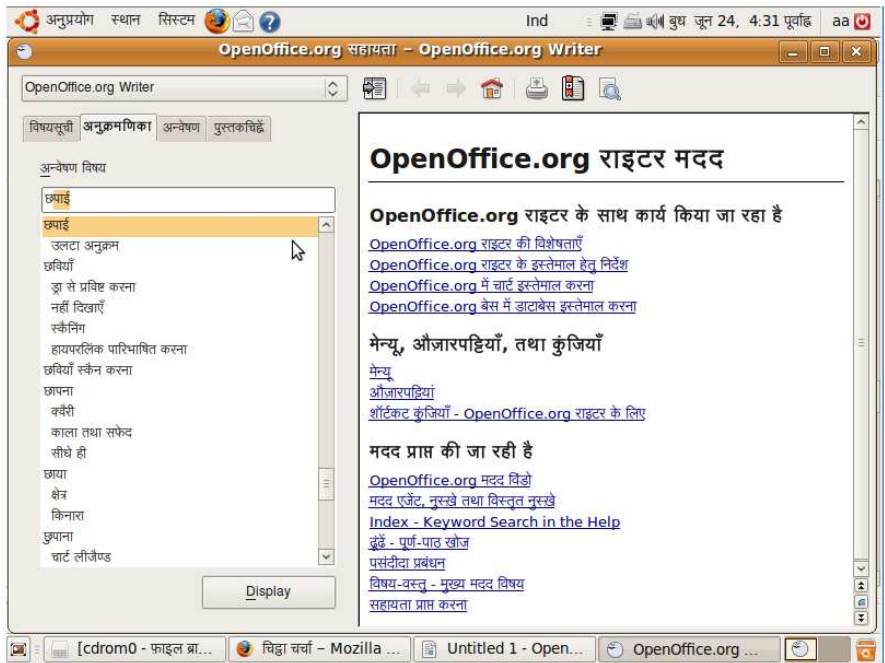 अनुप्रयोग स्थान सिस्टम Ind बुध जून 24, 4:31 पूर्वाह्न aa
OpenOffice.org सहायता - OpenOffice.org Writer
OpenOffice.org Writer
विषयसूची अनुक्रमणिका अन्वेषण पुस्तकचिह्नें
अन्वेषण विषय
छपाई
छपाई
उलटा अनुक्रम
छवियाँ
ड्रा से प्रविष्ट करना
नहीं दिखाएँ
स्कैनिंग
हायपरलिंक पारिभाषित करना
छवियाँ स्कैन करना
छापना
क्वैरी
काला तथा सफेद
सीधे ही
छाया
क्षेत्र
किनारा
छुपाना
चार्ट लीजैण्ड
Display
OpenOffice.org राइटर मदद
OpenOffice.org राइटर के साथ कार्य किया जा रहा है
OpenOffice.org राइटर की विशेषताएँ
OpenOffice.org राइटर के इस्तेमाल हेतु निर्देश
OpenOffice.org में चार्ट इस्तेमाल करना
OpenOffice.org बेस में डाटाबेस इस्तेमाल करना
मेन्यू, औज़ारपट्टियाँ, तथा कुंजियाँ
मेन्यू
औज़ारपट्टियां
शॉर्टकट कुंजियाँ - OpenOffice.org राइटर के लिए
मदद प्राप्त की जा रही है
OpenOffice.org मदद विंडो
मदद एजेंट, नुस्ख़े तथा विस्तृत नुस्ख़े
Index - Keyword Search in the Help
ढूंढें - पूर्ण-पाठ खोज
पसंदीदा प्रबंधन
विषय-वस्तु - मुख्य मदद विषय
सहायता प्राप्त करना
[cdrom0 - फ़ाइल ब्रा... चिट्ठा चर्चा - Mozilla ... Untitled 1 - Open... OpenOffice.org ...